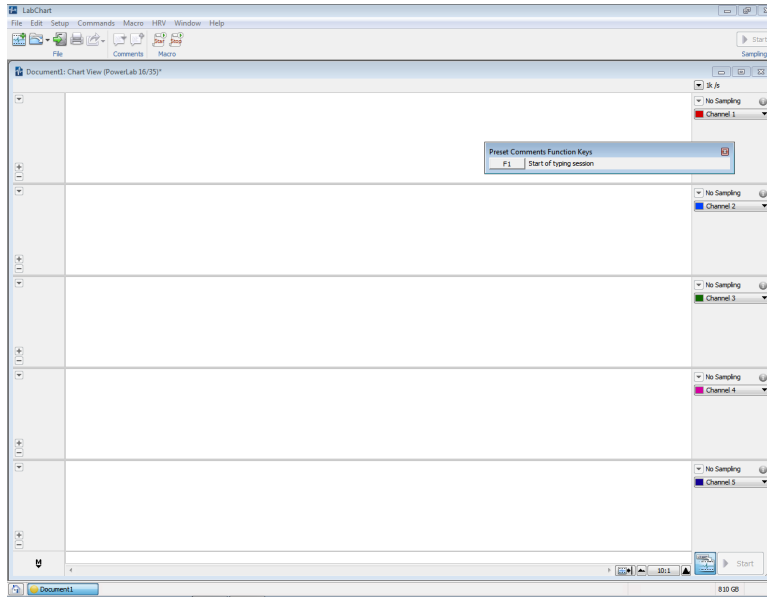 LabChart
File Edit Setup Commands Macro HRV Window Help
Start Stop
Start
File Comments Macro Sampling
Document1: Chart View (PowerLab 16/35)*
1k /s
No Sampling
Channel 1
Preset Comments Function Keys
F1 Start of typing session
No Sampling
Channel 2
No Sampling
Channel 3
No Sampling
Channel 4
No Sampling
Channel 5
M
10:1
Start
Document1
810 GB